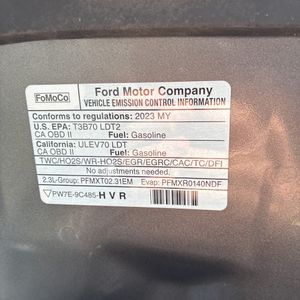 FoMoCo
Ford Motor Company
VEHICLE EMISSION CONTROL INFORMATION
Conforms to regulations: 2023 MY
U.S. EPA: T3B70 LDT2
CA OBD II Fuel: Gasoline
California: ULEV70 LDT
CA OBD II Fuel: Gasoline
TWC/HO2S/WR-HO2S/EGR/EGRC/CAC/TC/DFI
No adjustments needed.
2.3L-Group: PFMXT02.31EM Evap: PFMXR0140NDF
PW7E-9C485-H V R